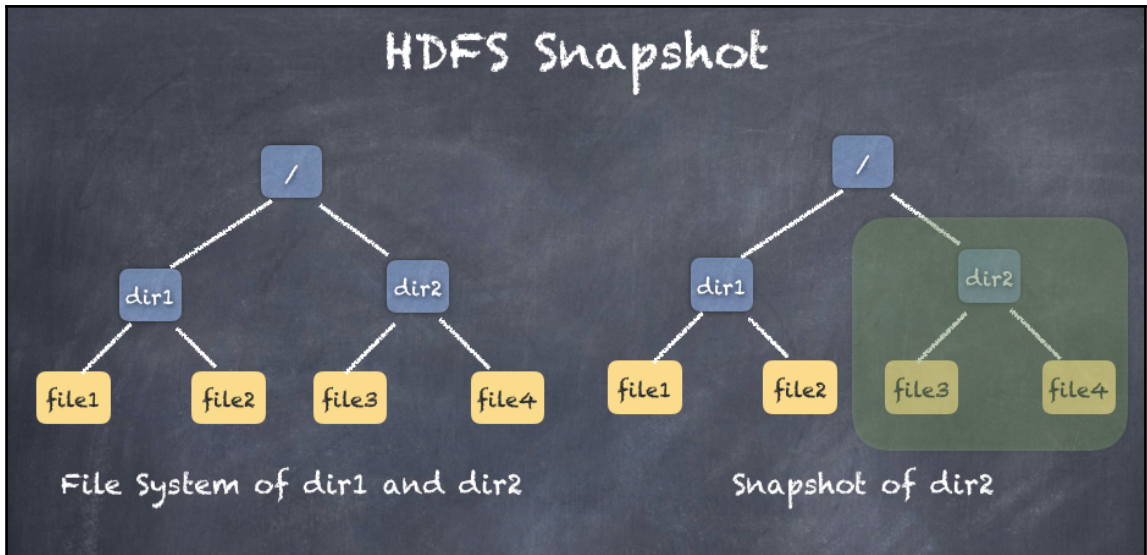 HDFS Snapshot
/
dir1
dir2
file1
file2
file3
file4
File System of dir1 and dir2
/
dir1
dir2
file1
file2
file3
file4
Snapshot of dir2